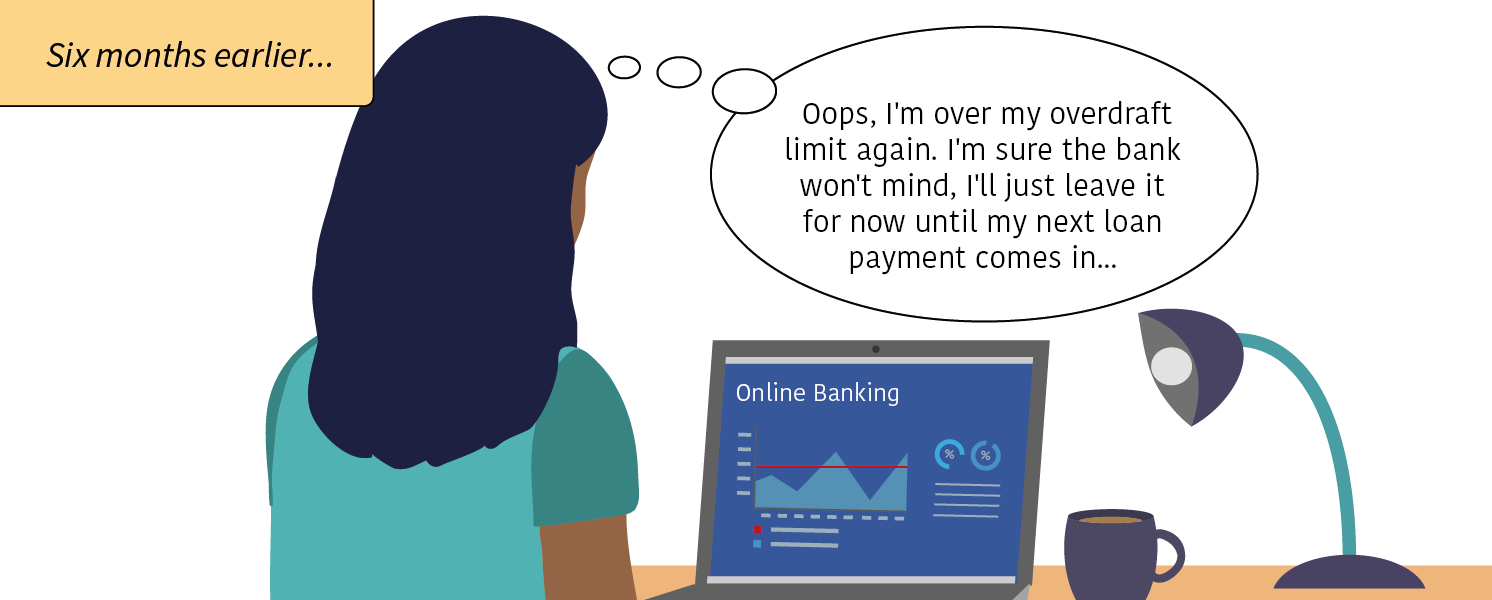 Six months earlier...
Oops, I'm over my overdraft
limit again. I'm sure the bank
won't mind, I'll just leave it
for now until my next loan
payment comes in...
Online Banking
%
%